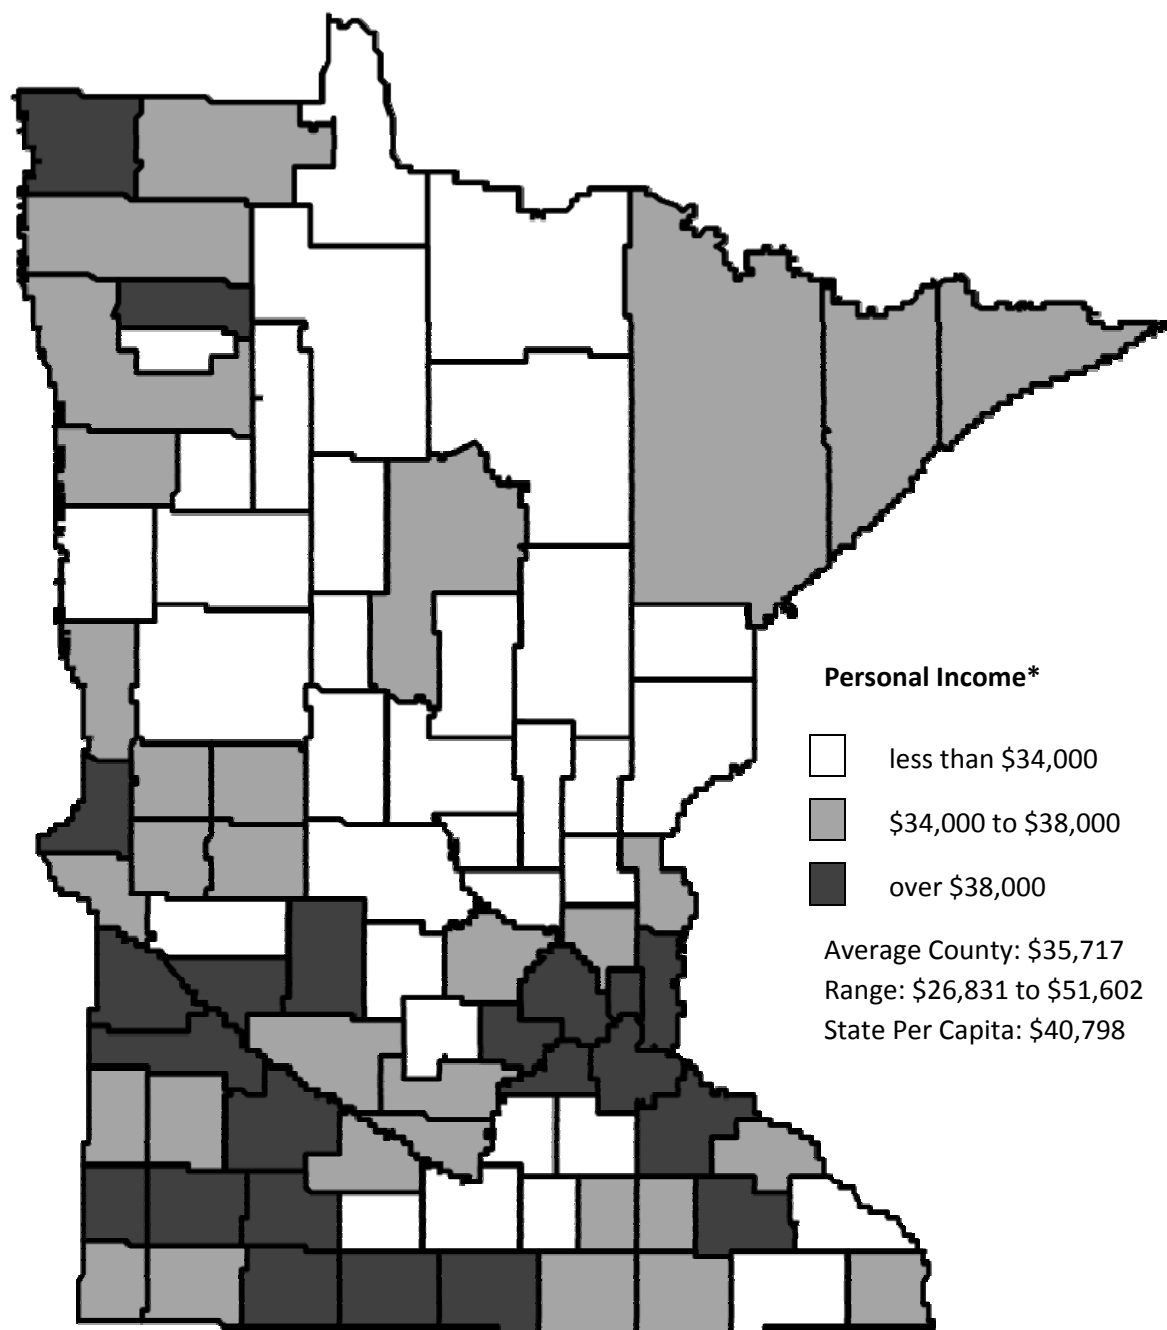 Personal Income*
less than $34,000
$34,000 to $38,000
over $38,000
Average County: $35,717
Range: $26,831 to $51,602
State Per Capita: $40,798